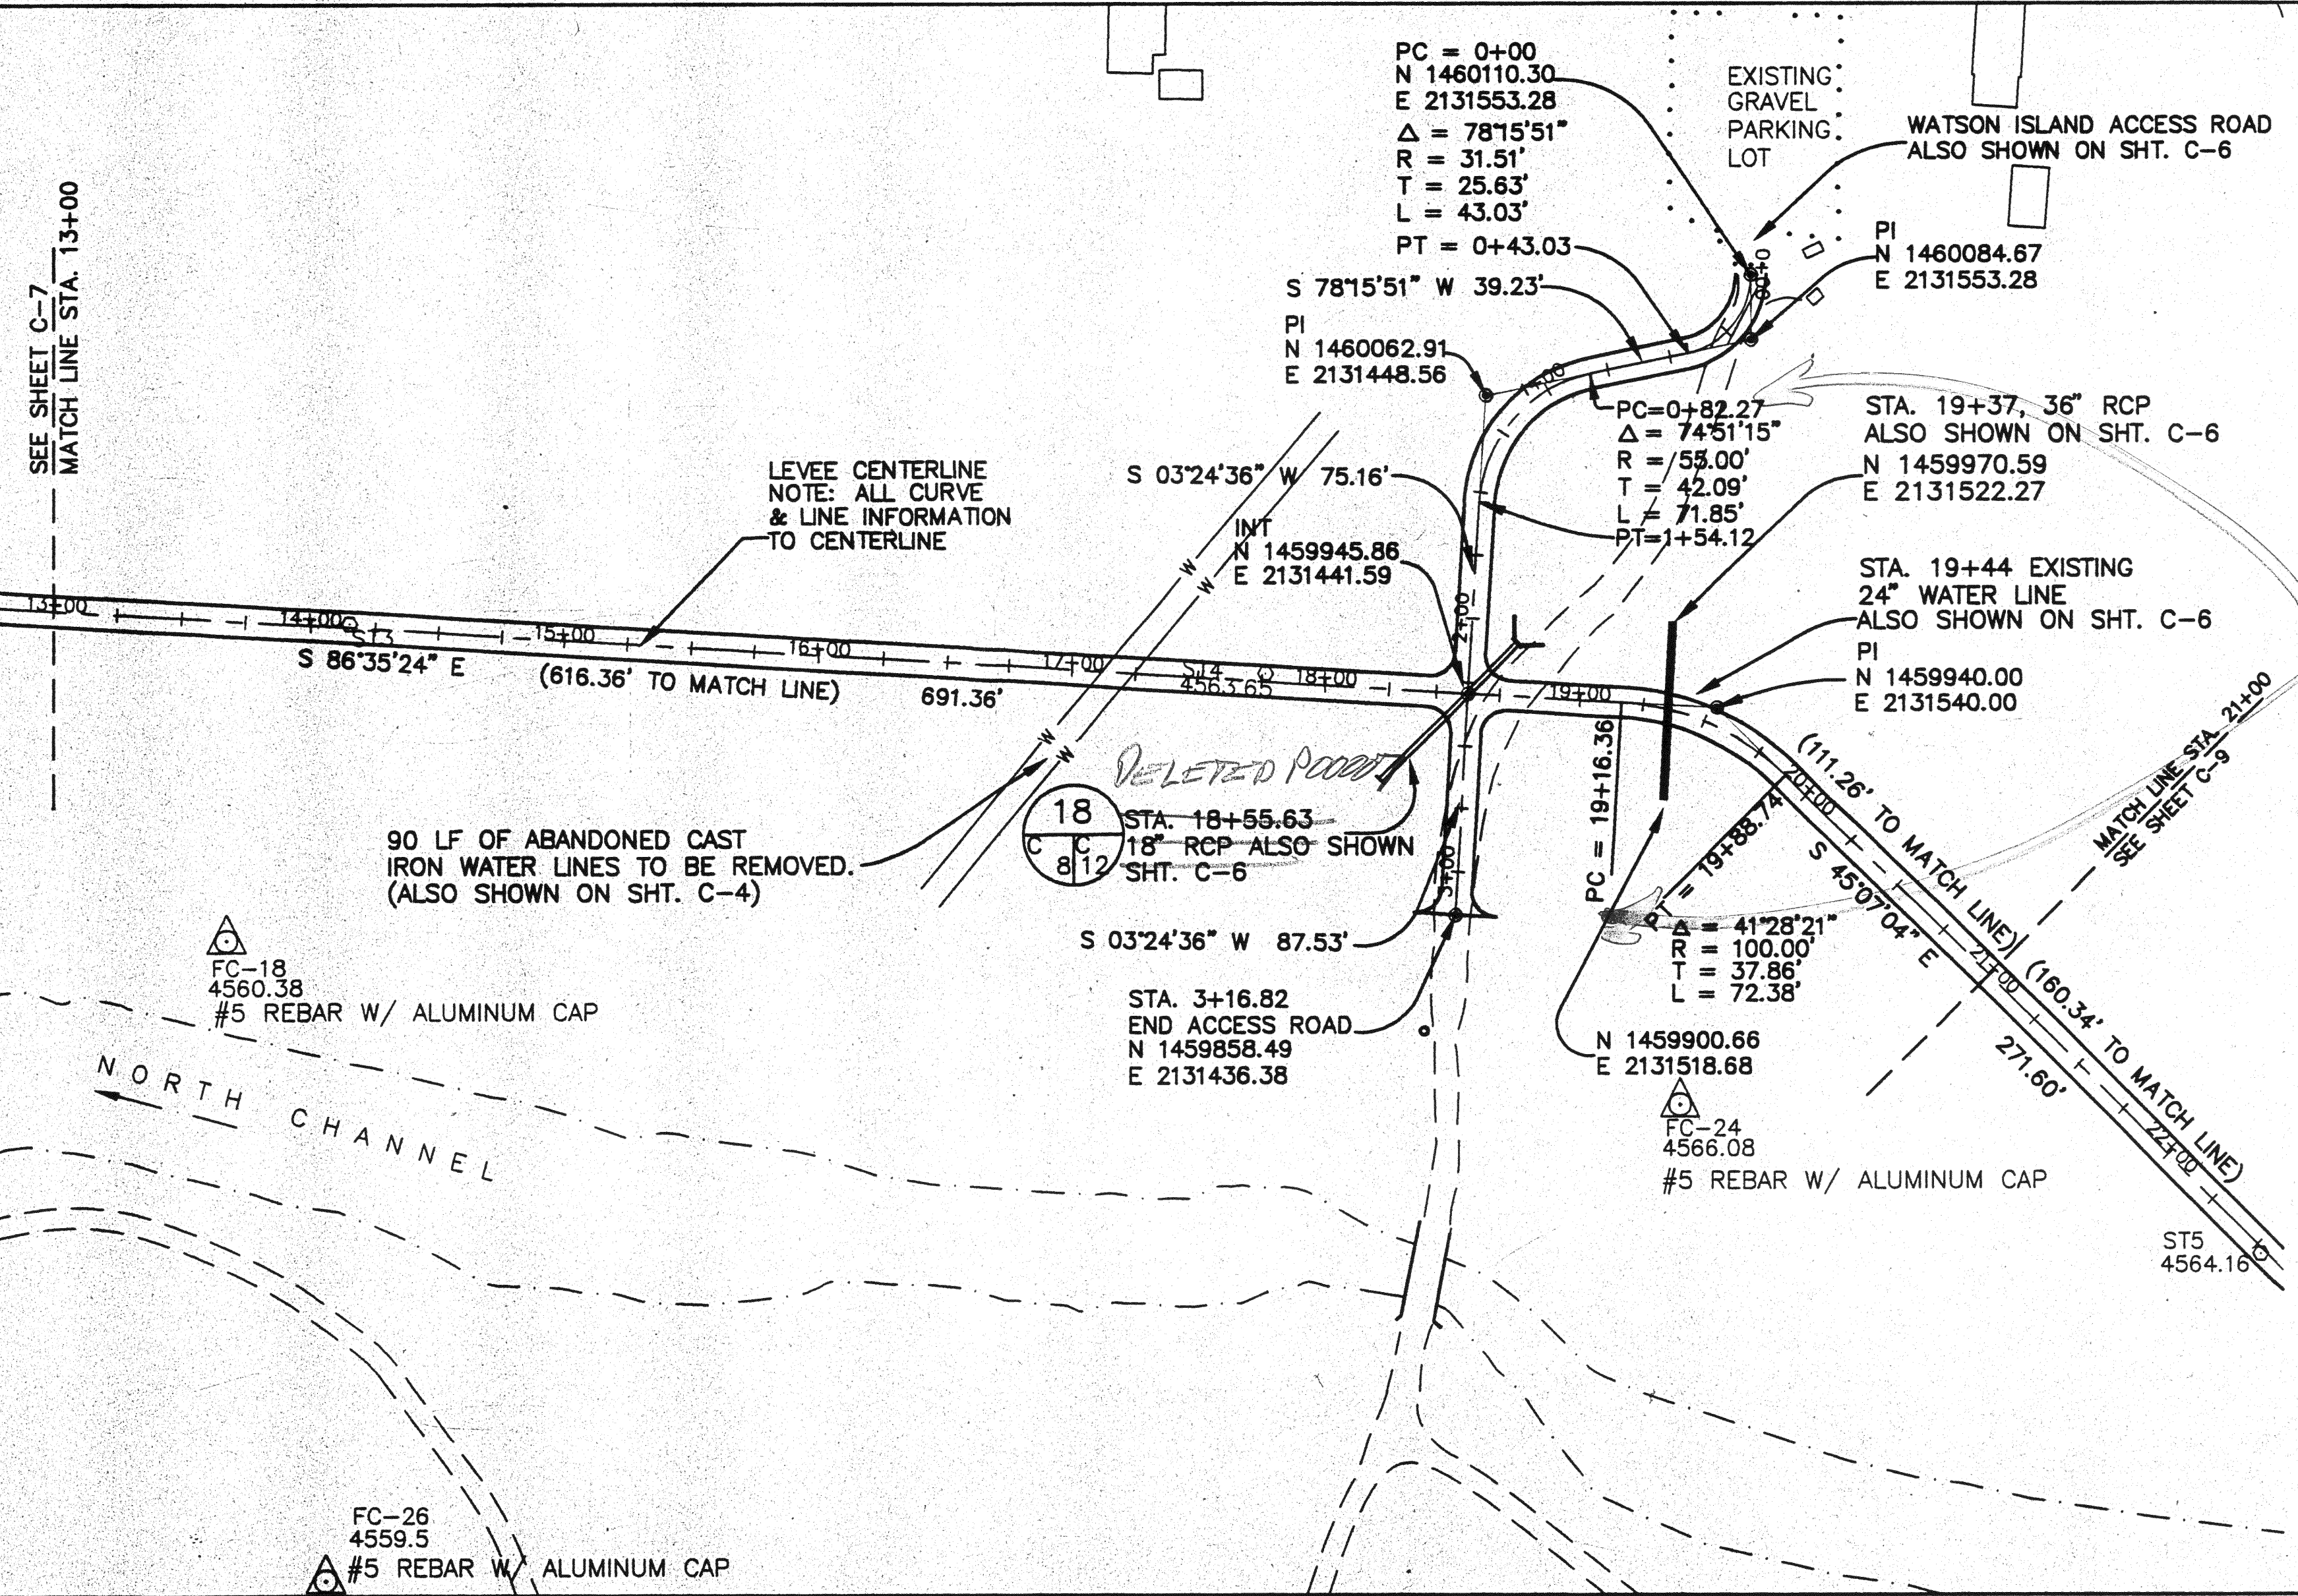 SEE SHEET C-7
MATCH LINE STA. 13+00
PC = 0+00
N 1460110.30
E 2131553.28
Δ = 78°15'51"
R = 31.51'
T = 25.63'
L = 43.03'
PT = 0+43.03
S 78°15'51" W 39.23'
PI
N 1460062.91
E 2131448.56
EXISTING
GRAVEL
PARKING
LOT
WATSON ISLAND ACCESS ROAD
ALSO SHOWN ON SHT. C-6
PI
N 1460084.67
E 2131553.28
0+00
1+00
PC=0+82.27
Δ = 74°51'15"
R = 55.00'
T = 42.09'
L = 71.85'
PT=1+54.12
STA. 19+37, 36" RCP
ALSO SHOWN ON SHT. C-6
N 1459970.59
E 2131522.27
LEVEE CENTERLINE
NOTE: ALL CURVE
& LINE INFORMATION
TO CENTERLINE
S 03°24'36" W 75.16'
INT
N 1459945.86
E 2131441.59
W
W
W
W
STA. 19+44 EXISTING
24" WATER LINE
ALSO SHOWN ON SHT. C-6
PI
N 1459940.00
E 2131540.00
13+00
14+00
ST3
15+00
16+00
17+00
ST4
4563.65
18+00
19+00
20+00
21+00
22+00
2+00
3+00
S 86°35'24" E
(616.36' TO MATCH LINE)
691.36'
MATCH LINE STA. 21+00
SEE SHEET C-9
DELETED
18
C
8
C
12
STA. 18+55.63
18" RCP ALSO SHOWN
SHT. C-6
90 LF OF ABANDONED CAST
IRON WATER LINES TO BE REMOVED.
(ALSO SHOWN ON SHT. C-4)
PC = 19+16.36
PT = 19+88.74
(111.26' TO MATCH LINE)
S 45°07'04" E
(160.34' TO MATCH LINE)
271.60'
Δ = 41°28'21"
R = 100.00'
T = 37.86'
L = 72.38'
S 03°24'36" W 87.53'
STA. 3+16.82
END ACCESS ROAD
N 1459858.49
E 2131436.38
N 1459900.66
E 2131518.68
FC-18
4560.38
#5 REBAR W/ ALUMINUM CAP
NORTH CHANNEL
FC-24
4566.08
#5 REBAR W/ ALUMINUM CAP
ST5
4564.16
FC-26
4559.5
#5 REBAR W/ ALUMINUM CAP